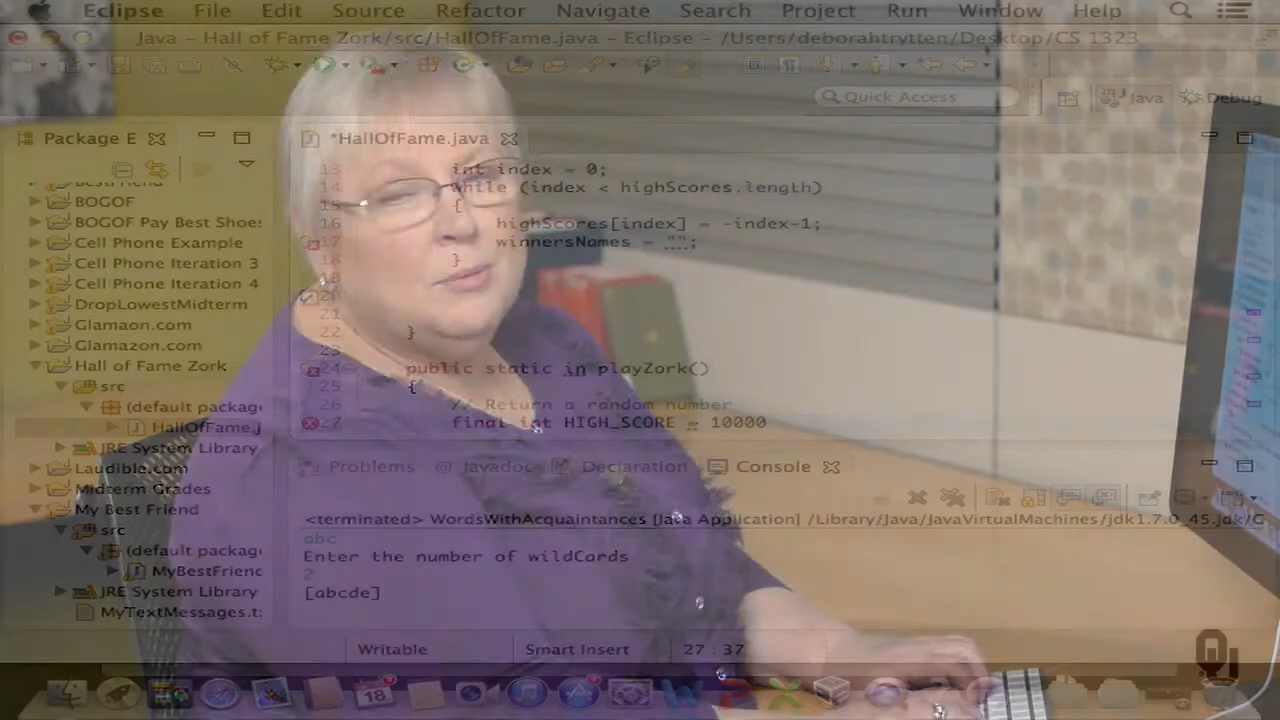 Eclipse File Edit Source Refactor Navigate Search Project Run Window Help
Java – Hall of Fame Zork/src/HallOfFame.java – Eclipse – /Users/deborahtrytten/Desktop/CS 1323
Quick Access
Java
Debug
Package E
*HallOfFame.java
BestFriend
BOGOF
BOGOF Pay Best Shoes
Cell Phone Example
Cell Phone Iteration 3
Cell Phone Iteration 4
DropLowestMidterm
Glamaon.com
Glamazon.com
Hall of Fame Zork
src
(default packag
HallOfFame.j
JRE System Library
Laudible.com
Midterm Grades
My Best Friend
src
(default packag
MyBestFrienc
JRE System Library
MyTextMessages.t
13 int index = 0;
14 while (index < highScores.length)
15 {
16 highScores[index] = -index-1;
17 winnersNames = "";
18 }
19
20
21
22 }
23
24 public static in playZork()
25 {
26 // Return a random number
27 final int HIGH_SCORE = 10000
Problems @ Javadoc Declaration Console
<terminated> WordsWithAcquaintances [Java Application] /Library/Java/JavaVirtualMachines/jdk1.7.0_45.jdk/C
abc
Enter the number of wildCards
2
[abcde]
Writable Smart Insert 27 : 37
18
OU